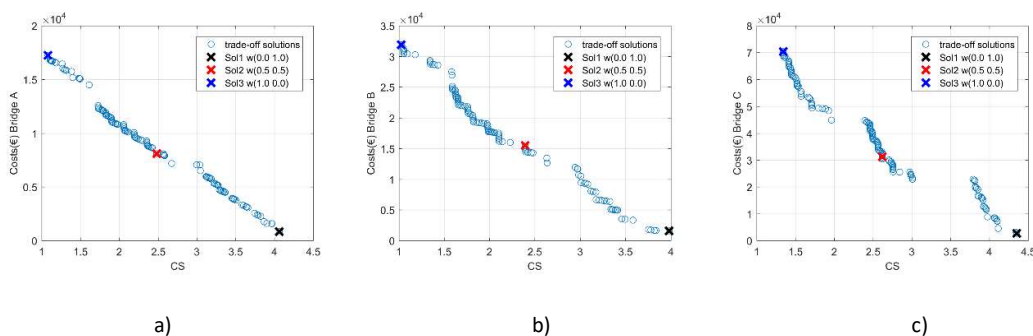 ×10⁴
2
1.5
1
0.5
0
1 1.5 2 2.5 3 3.5 4 4.5
CS
Costs(€) Bridge A
trade-off solutions
Sol1 w(0.0 1.0)
Sol2 w(0.5 0.5)
Sol3 w(1.0 0.0)
a)
×10⁴
3.5
3
2.5
2
1.5
1
0.5
0
1 1.5 2 2.5 3 3.5 4
CS
Costs(€) Bridge B
trade-off solutions
Sol1 w(0.0 1.0)
Sol2 w(0.5 0.5)
Sol3 w(1.0 0.0)
b)
×10⁴
8
7
6
5
4
3
2
1
0
1 1.5 2 2.5 3 3.5 4 4.5
CS
Costs(€) Bridge C
trade-off solutions
Sol1 w(0.0 1.0)
Sol2 w(0.5 0.5)
Sol3 w(1.0 0.0)
c)